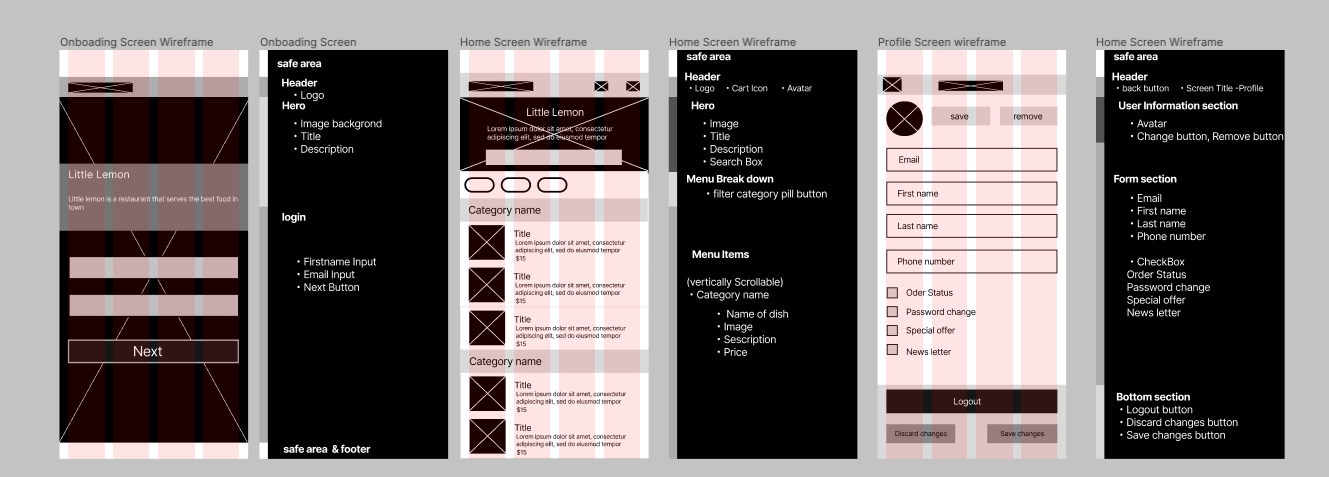 Onboading Screen Wireframe
Little Lemon
Little lemon is a restaurant that serves the best food in
town
Next
Onboading Screen
safe area
Header
• Logo
Hero
• Image backgrond
• Title
• Description
login
• Firstname Input
• Email Input
• Next Button
safe area & footer
Home Screen Wireframe
Little Lemon
Lorem ipsum dolor sit amet, consectetur
adipiscing elit, sed do eiusmod tempor
Category name
Title
Lorem ipsum dolor sit amet, consectetur
adipiscing elit, sed do eiusmod tempor
$15
Title
Lorem ipsum dolor sit amet, consectetur
adipiscing elit, sed do eiusmod tempor
$15
Title
Lorem ipsum dolor sit amet, consectetur
adipiscing elit, sed do eiusmod tempor
$15
Category name
Title
Lorem ipsum dolor sit amet, consectetur
adipiscing elit, sed do eiusmod tempor
$15
Title
Lorem ipsum dolor sit amet, consectetur
adipiscing elit, sed do eiusmod tempor
$15
Home Screen Wireframe
safe area
Header
• Logo • Cart Icon • Avatar
Hero
• Image
• Title
• Description
• Search Box
Menu Break down
• filter category pill button
Menu Items
(vertically Scrollable)
• Category name
• Name of dish
• Image
• Sescription
• Price
Profile Screen wireframe
save
remove
Email
First name
Last name
Phone number
Oder Status
Password change
Special offer
News letter
Logout
Discard changes
Save changes
Home Screen Wireframe
safe area
Header
• back button • Screen Title -Profile
User Information section
• Avatar
• Change button, Remove button
Form section
• Email
• First name
• Last name
• Phone number
• CheckBox
Order Status
Password change
Special offer
News letter
Bottom section
• Logout button
• Discard changes button
• Save changes button